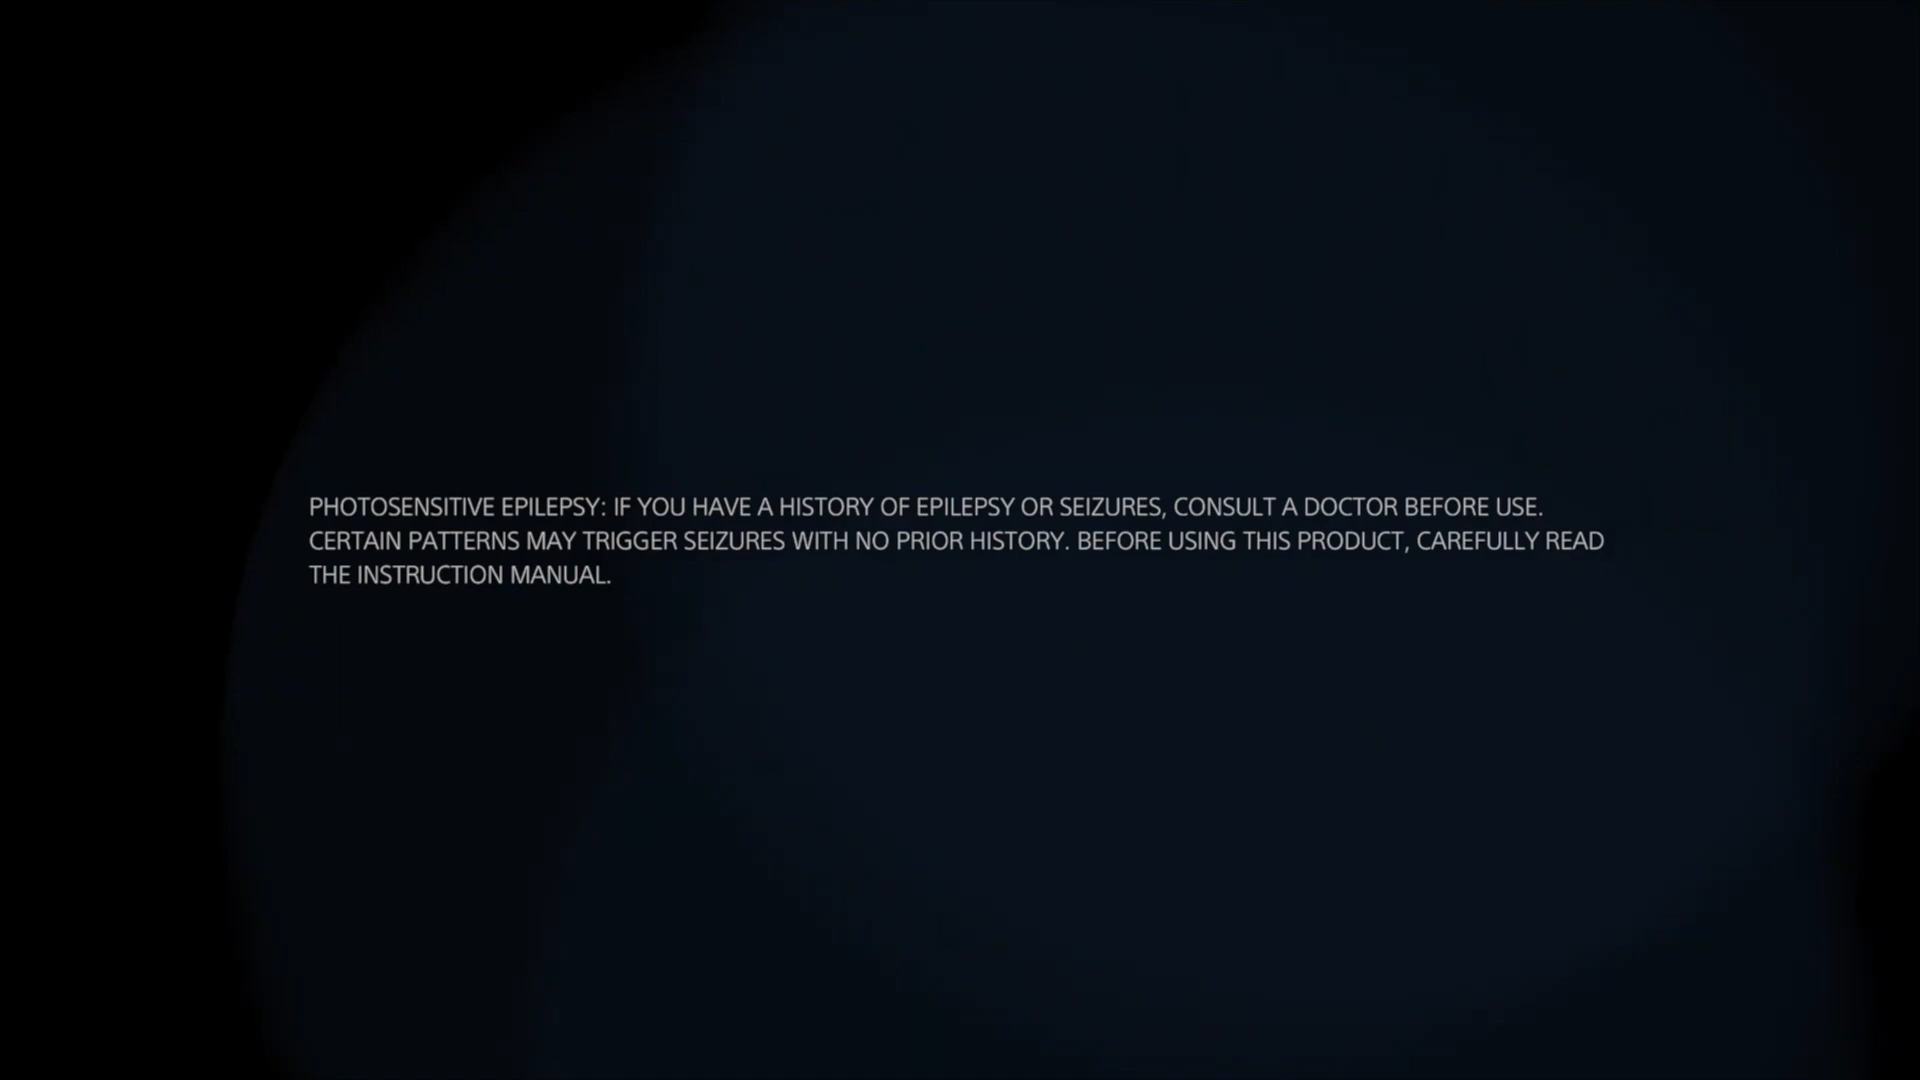 PHOTOSENSITIVE EPILEPSY: IF YOU HAVE A HISTORY OF EPILEPSY OR SEIZURES, CONSULT A DOCTOR BEFORE USE.
CERTAIN PATTERNS MAY TRIGGER SEIZURES WITH NO PRIOR HISTORY. BEFORE USING THIS PRODUCT, CAREFULLY READ
THE INSTRUCTION MANUAL.